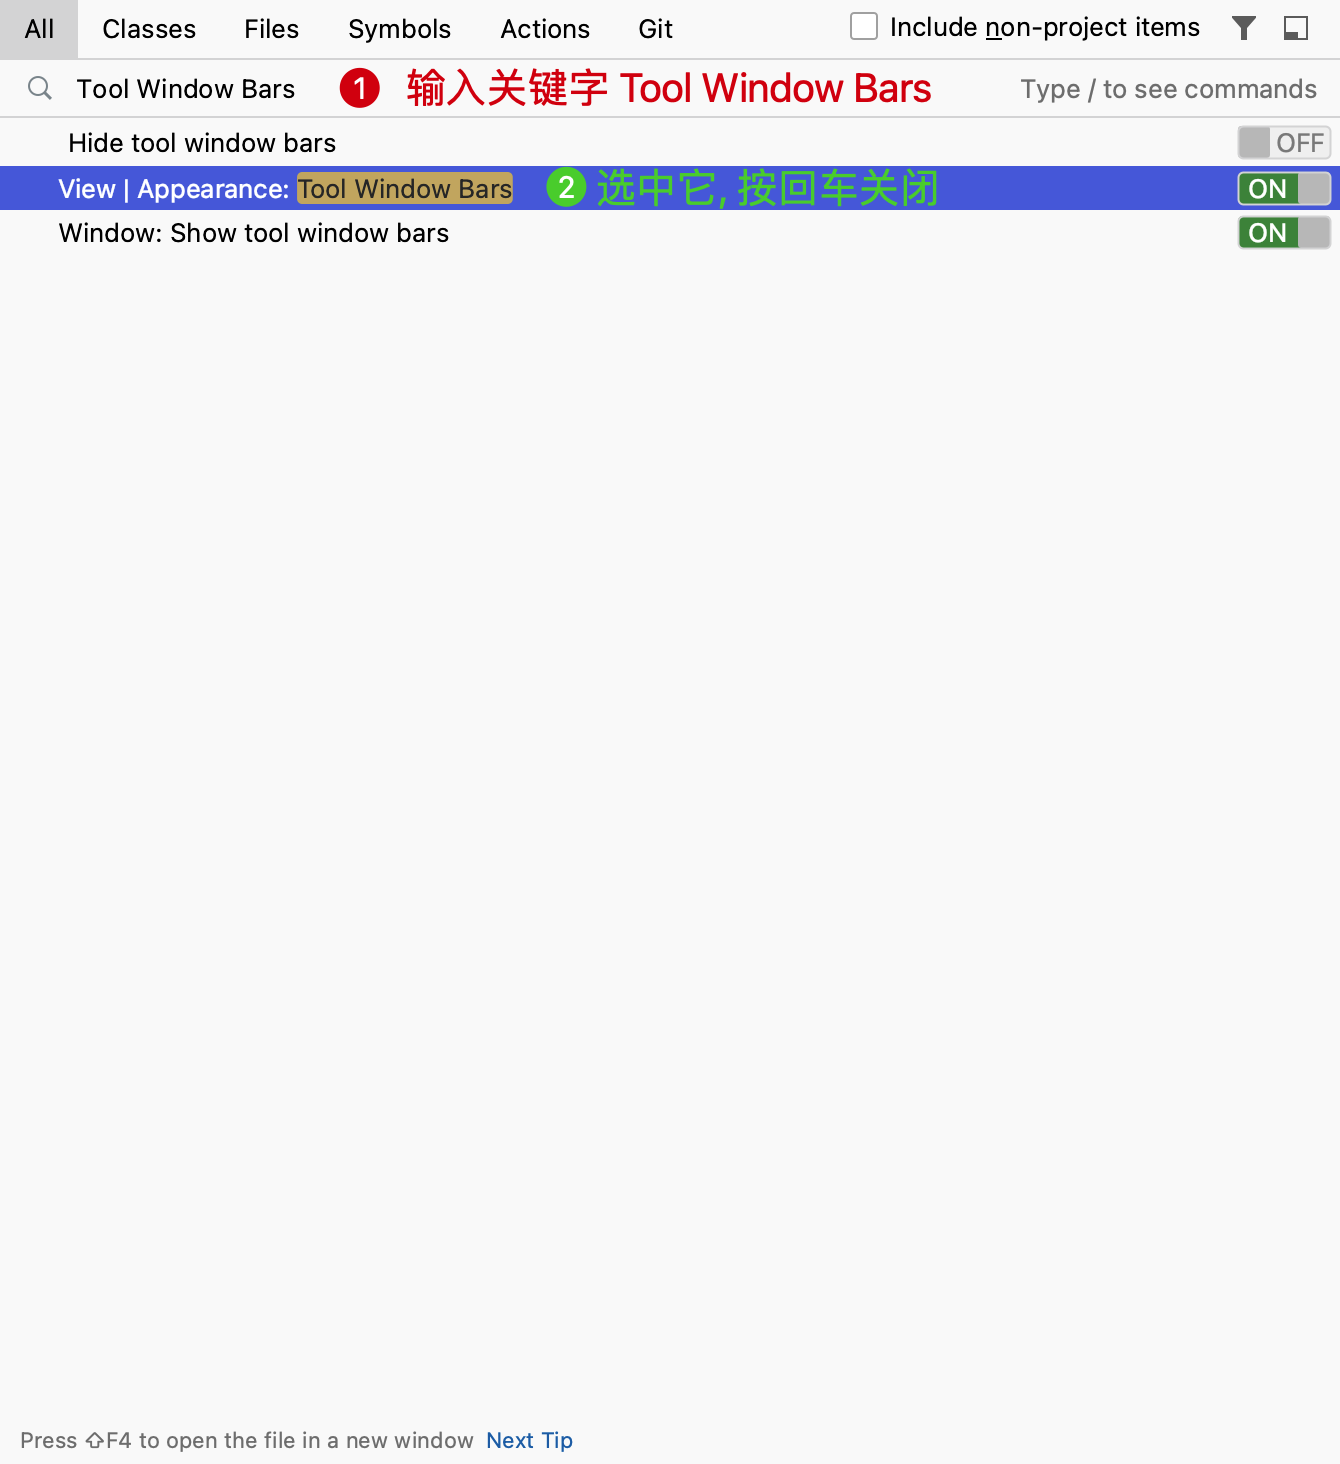 All Classes Files Symbols Actions Git Include non-project items
Tool Window Bars 1 输入关键字 Tool Window Bars Type / to see commands
Hide tool window bars OFF
View | Appearance: Tool Window Bars 2 选中它, 按回车关闭 ON
Window: Show tool window bars ON
Press ⇧F4 to open the file in a new window Next Tip